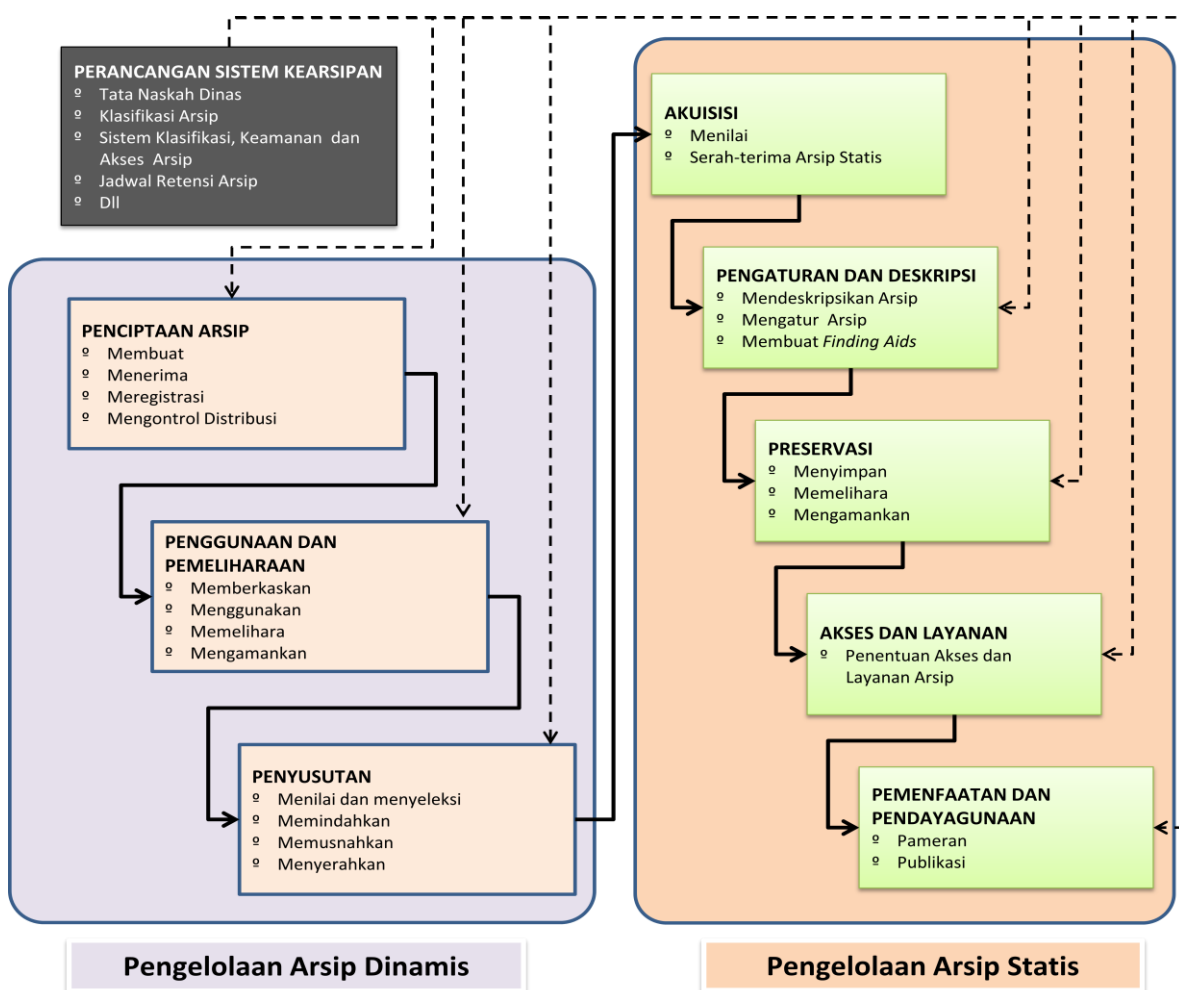 PERANCANGAN SISTEM KEARSIPAN
º Tata Naskah Dinas
º Klasifikasi Arsip
º Sistem Klasifikasi, Keamanan dan
Akses Arsip
º Jadwal Retensi Arsip
º Dll
PENCIPTAAN ARSIP
º Membuat
º Menerima
º Meregistrasi
º Mengontrol Distribusi
PENGGUNAAN DAN
PEMELIHARAAN
º Memberkaskan
º Menggunakan
º Memelihara
º Mengamankan
PENYUSUTAN
º Menilai dan menyeleksi
º Memindahkan
º Memusnahkan
º Menyerahkan
Pengelolaan Arsip Dinamis
AKUISISI
º Menilai
º Serah-terima Arsip Statis
PENGATURAN DAN DESKRIPSI
º Mendeskripsikan Arsip
º Mengatur Arsip
º Membuat Finding Aids
PRESERVASI
º Menyimpan
º Memelihara
º Mengamankan
AKSES DAN LAYANAN
º Penentuan Akses dan
Layanan Arsip
PEMENFAATAN DAN
PENDAYAGUNAAN
º Pameran
º Publikasi
Pengelolaan Arsip Statis